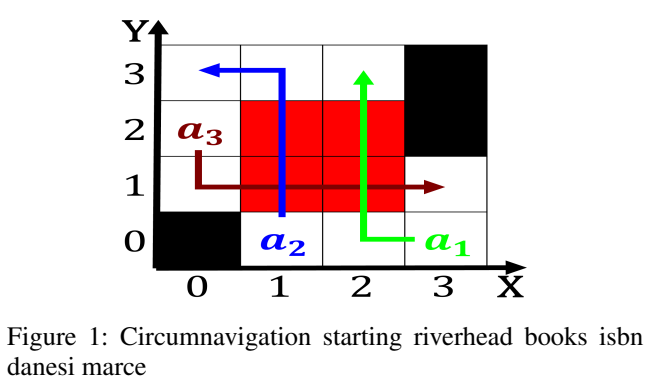 Y
3
2
a3
1
0
a2
a1
0 1 2 3 X
Figure 1: Circumnavigation starting riverhead books isbn
danesi marce